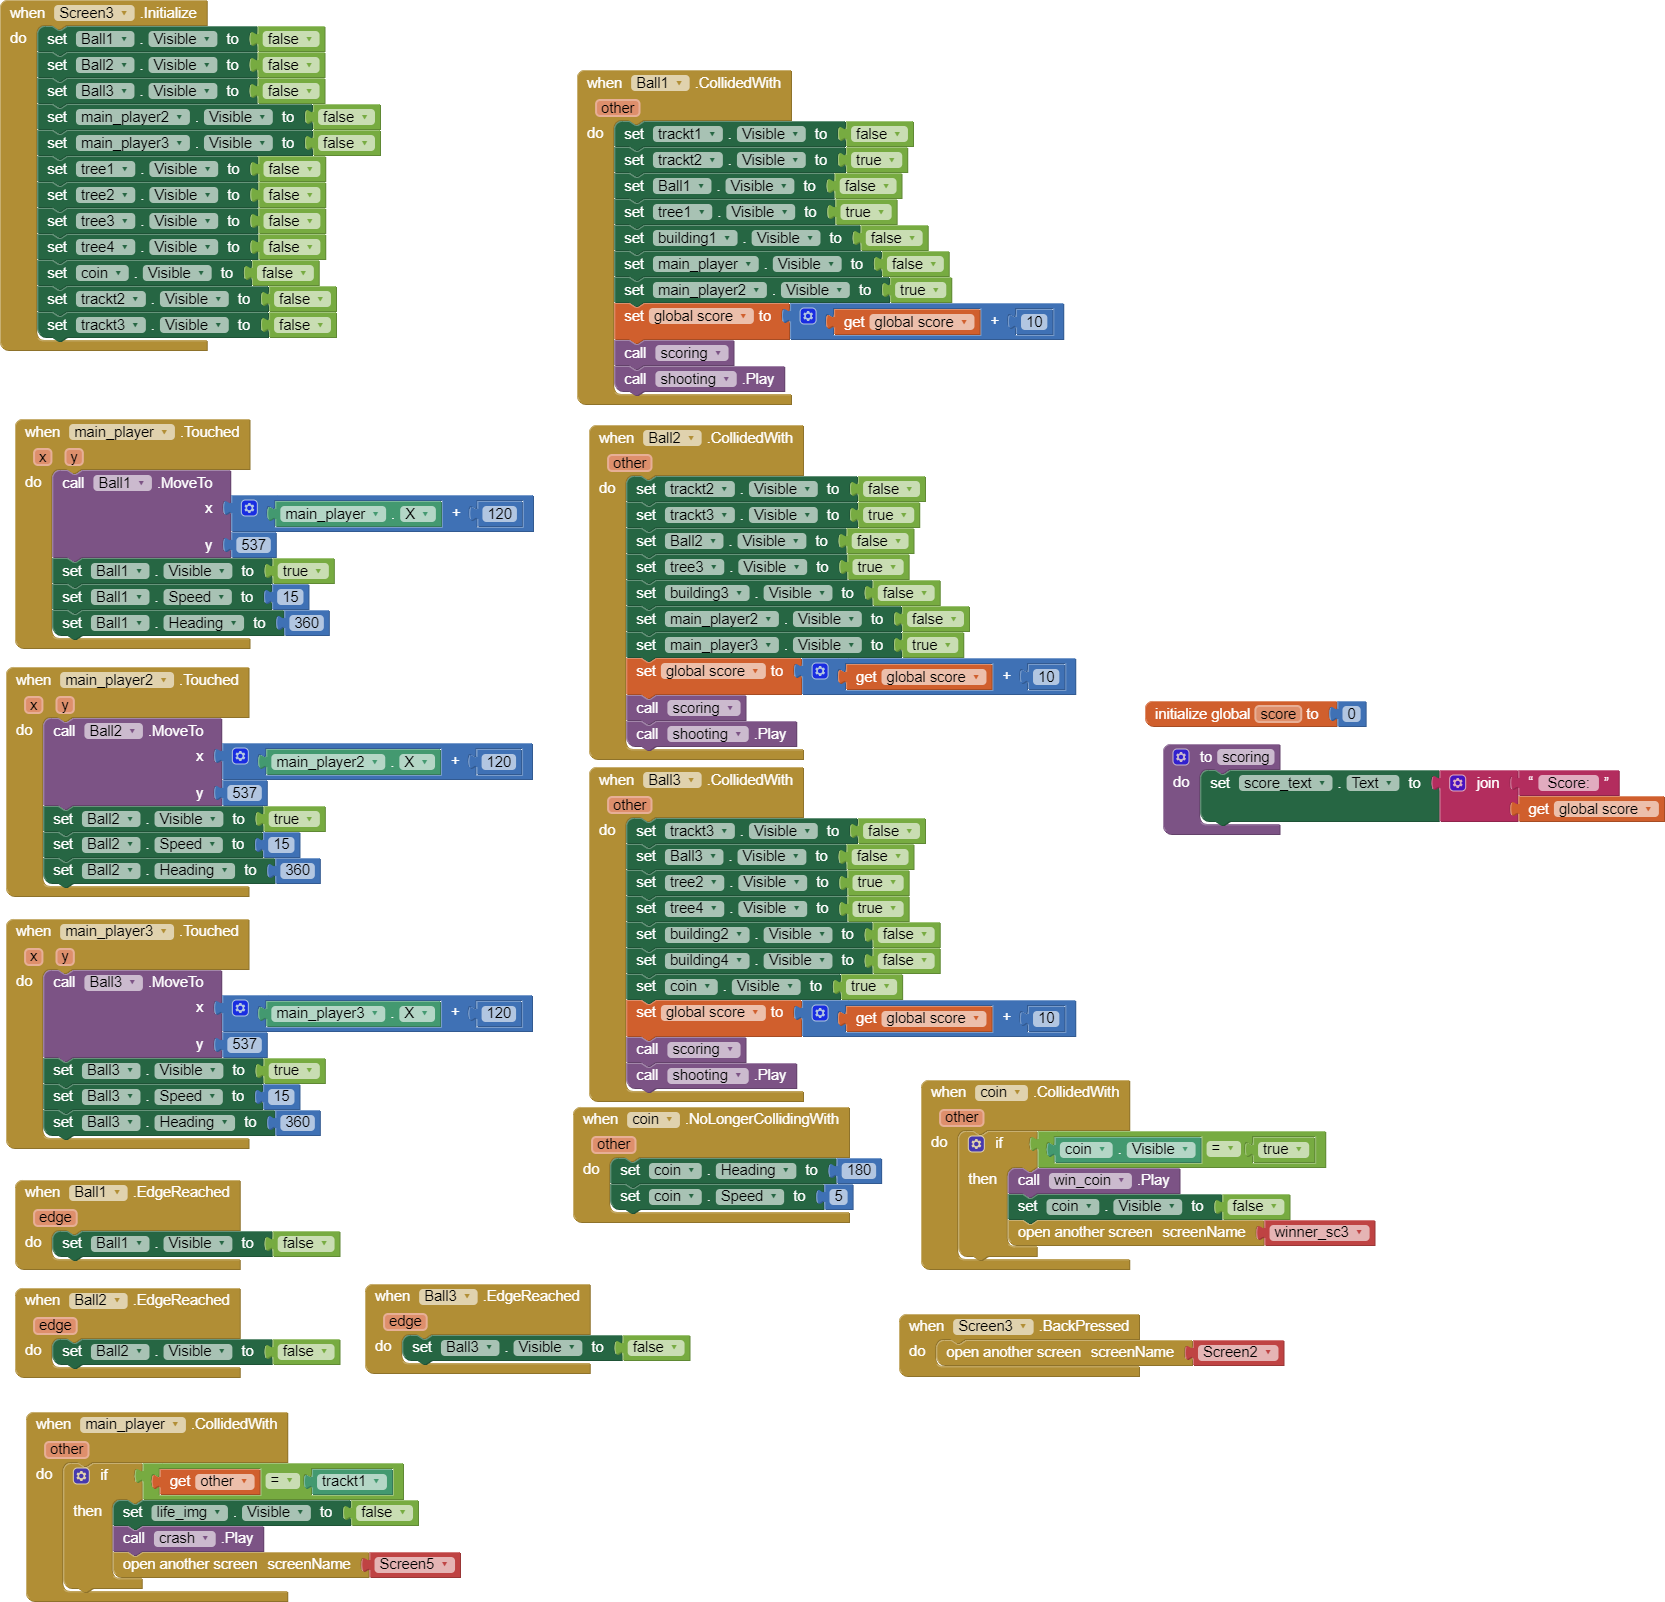 when Screen3 .Initialize
do set Ball1 . Visible to false
set Ball2 . Visible to false
set Ball3 . Visible to false
set main_player2 . Visible to false
set main_player3 . Visible to false
set tree1 . Visible to false
set tree2 . Visible to false
set tree3 . Visible to false
set tree4 . Visible to false
set coin . Visible to false
set trackt2 . Visible to false
set trackt3 . Visible to false
when main_player .Touched
x y
do call Ball1 .MoveTo
x main_player . X + 120
y 537
set Ball1 . Visible to true
set Ball1 . Speed to 15
set Ball1 . Heading to 360
when main_player2 .Touched
x y
do call Ball2 .MoveTo
x main_player2 . X + 120
y 537
set Ball2 . Visible to true
set Ball2 . Speed to 15
set Ball2 . Heading to 360
when main_player3 .Touched
x y
do call Ball3 .MoveTo
x main_player3 . X + 120
y 537
set Ball3 . Visible to true
set Ball3 . Speed to 15
set Ball3 . Heading to 360
when Ball1 .EdgeReached
edge
do set Ball1 . Visible to false
when Ball2 .EdgeReached
edge
do set Ball2 . Visible to false
when Ball3 .EdgeReached
edge
do set Ball3 . Visible to false
when main_player .CollidedWith
other
do if get other = trackt1
then set life_img . Visible to false
call crash .Play
open another screen screenName Screen5
when Ball1 .CollidedWith
other
do set trackt1 . Visible to false
set trackt2 . Visible to true
set Ball1 . Visible to false
set tree1 . Visible to true
set building1 . Visible to false
set main_player . Visible to false
set main_player2 . Visible to true
set global score to get global score + 10
call scoring
call shooting .Play
when Ball2 .CollidedWith
other
do set trackt2 . Visible to false
set trackt3 . Visible to true
set Ball2 . Visible to false
set tree3 . Visible to true
set building3 . Visible to false
set main_player2 . Visible to false
set main_player3 . Visible to true
set global score to get global score + 10
call scoring
call shooting .Play
when Ball3 .CollidedWith
other
do set trackt3 . Visible to false
set Ball3 . Visible to false
set tree2 . Visible to true
set tree4 . Visible to true
set building2 . Visible to false
set building4 . Visible to false
set coin . Visible to true
set global score to get global score + 10
call scoring
call shooting .Play
when coin .NoLongerCollidingWith
other
do set coin . Heading to 180
set coin . Speed to 5
when coin .CollidedWith
other
do if coin . Visible = true
then call win_coin .Play
set coin . Visible to false
open another screen screenName winner_sc3
when Screen3 .BackPressed
do open another screen screenName Screen2
initialize global score to 0
to scoring
do set score_text . Text to join “ Score: ”
get global score